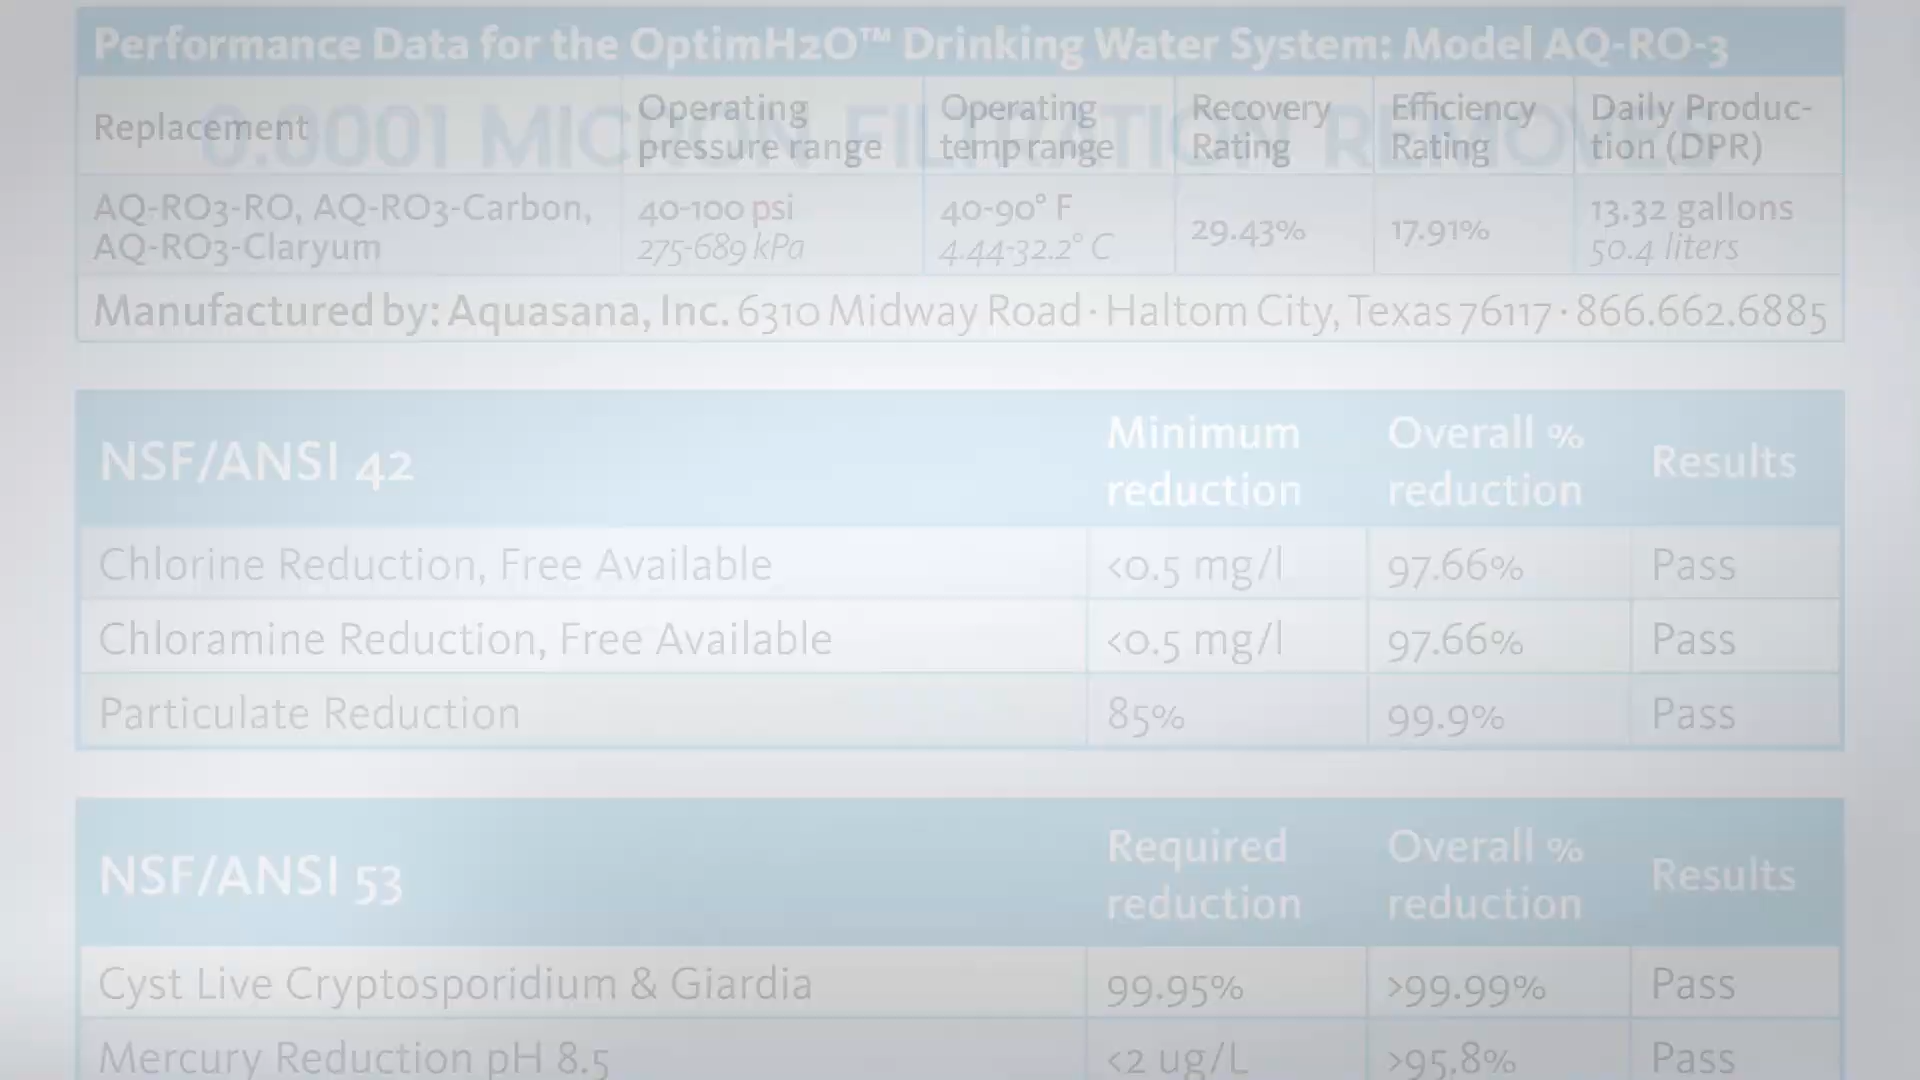 Performance Data for the OptimH2O™ Drinking Water System: Model AQ-RO-3
0.0001 MICRON FILTRATION REMOVES
Replacement
Operating
pressure range
Operating
temp range
Recovery
Rating
Efficiency
Rating
Daily Produc-
tion (DPR)
AQ-RO3-RO, AQ-RO3-Carbon,
AQ-RO3-Claryum
40-100 psi
275-689 kPa
40-90° F
4.44-32.2° C
29.43%
17.91%
13.32 gallons
50.4 liters
Manufactured by: Aquasana, Inc. 6310 Midway Road · Haltom City, Texas 76117 · 866.662.6885
NSF/ANSI 42
Minimum
reduction
Overall %
reduction
Results
Chlorine Reduction, Free Available <0.5 mg/l 97.66% Pass
Chloramine Reduction, Free Available <0.5 mg/l 97.66% Pass
Particulate Reduction 85% 99.9% Pass
NSF/ANSI 53
Required
reduction
Overall %
reduction
Results
Cyst Live Cryptosporidium & Giardia 99.95% >99.99% Pass
Mercury Reduction pH 8.5 <2 ug/L >95.8% Pass